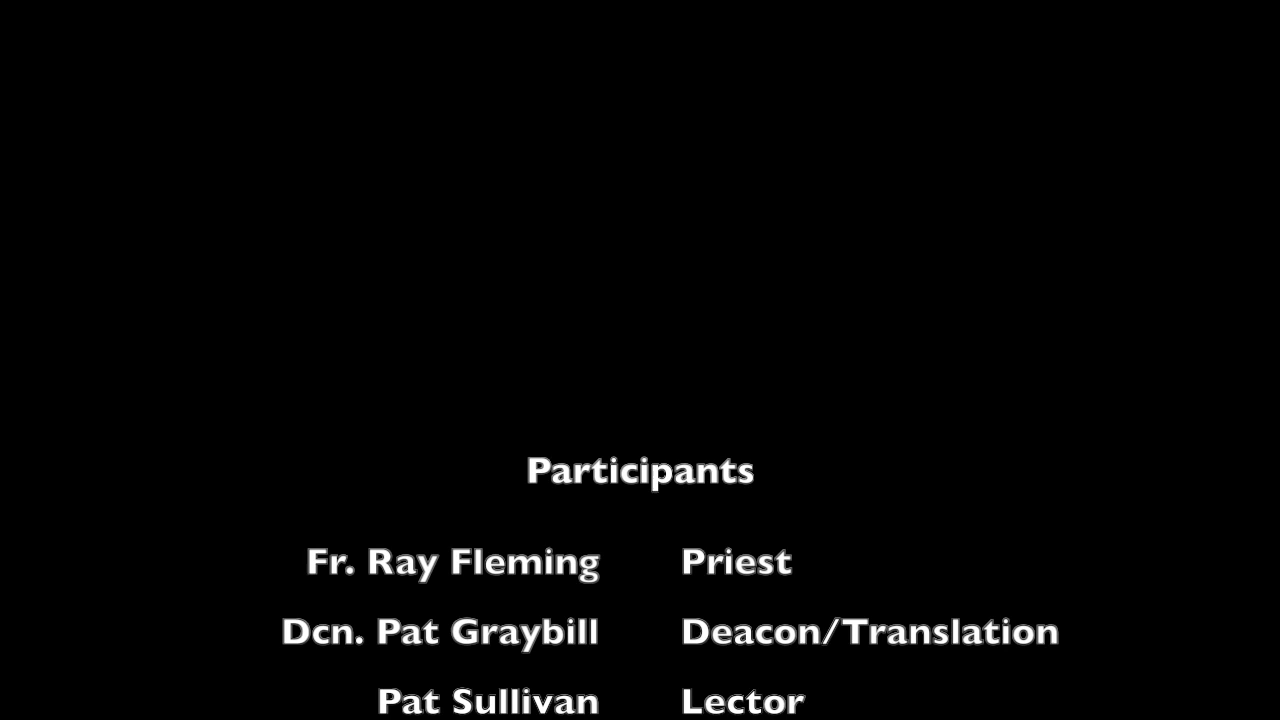 Participants
Fr. Ray Fleming Priest
Dcn. Pat Graybill Deacon/Translation
Pat Sullivan Lector